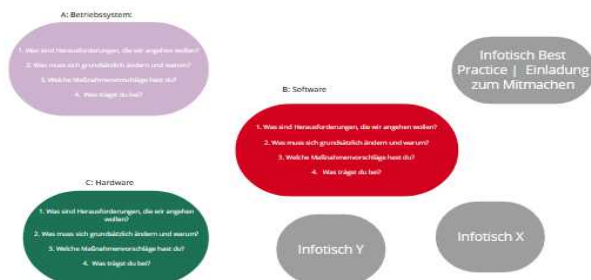 A: Betriebssystem:
1. Was sind Herausforderungen, die wir angehen wollen?
2. Was muss sich grundsätzlich ändern und warum?
3. Welche Maßnahmenvorschläge hast du?
4. Was trägst du bei?
Infotisch Best
Practice | Einladung
zum Mitmachen
B: Software
1. Was sind Herausforderungen, die wir angehen wollen?
2. Was muss sich grundsätzlich ändern und warum?
3. Welche Maßnahmenvorschläge hast du?
4. Was trägst du bei?
C: Hardware
1. Was sind Herausforderungen, die wir angehen
wollen?
2. Was muss sich grundsätzlich ändern und warum?
3. Welche Maßnahmenvorschläge hast du?
4. Was trägst du bei?
Infotisch Y
Infotisch X